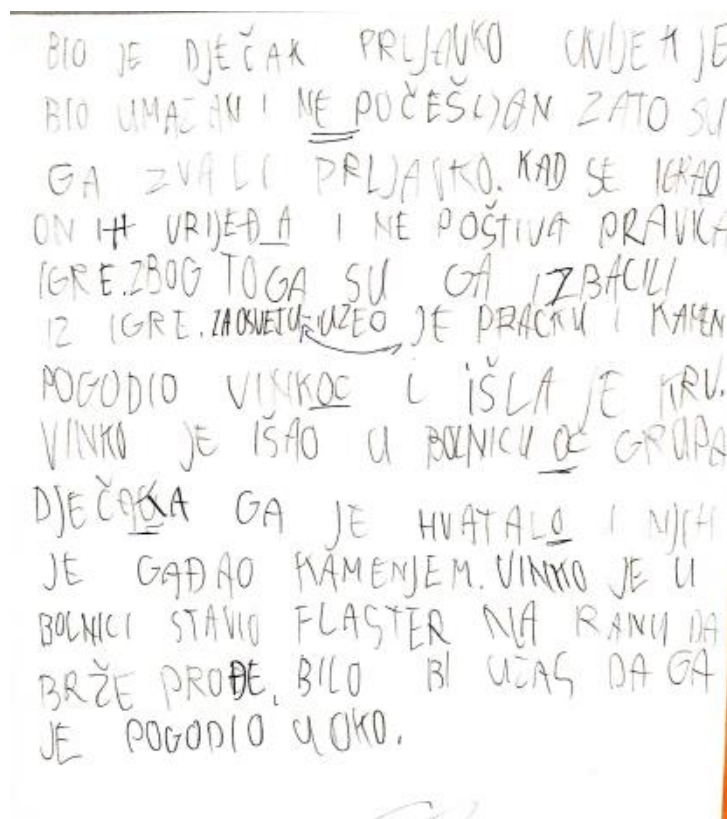 BIO JE DJEČAK PRLJAVKO UVIJEK JE
BIO UMAZAN I NE POČEŠLJAN ZATO SU
GA ZVALI PRLJAVKO. KAD SE IGRAO
ON IH VRIJEĐA I NE POŠTIVA PRAVILA
IGRE. ZBOG TOGA SU GA IZBACILI
IZ IGRE. ZA OSVETU UZEO JE PRAĆKU I KAMEN
POGODIO VINKOC I IŠLA JE KRV.
VINKO JE IŠAO U BOLNICU OC GRUPA
DJEČAKA GA JE HVATALO I NJIH
JE GAĐAO KAMENJEM. VINKO JE U
BOLNICI STAVIO FLASTER NA RANU DA
BRŽE PROĐE. BILO BI UŽAS DA GA
JE POGODIO U OKO.